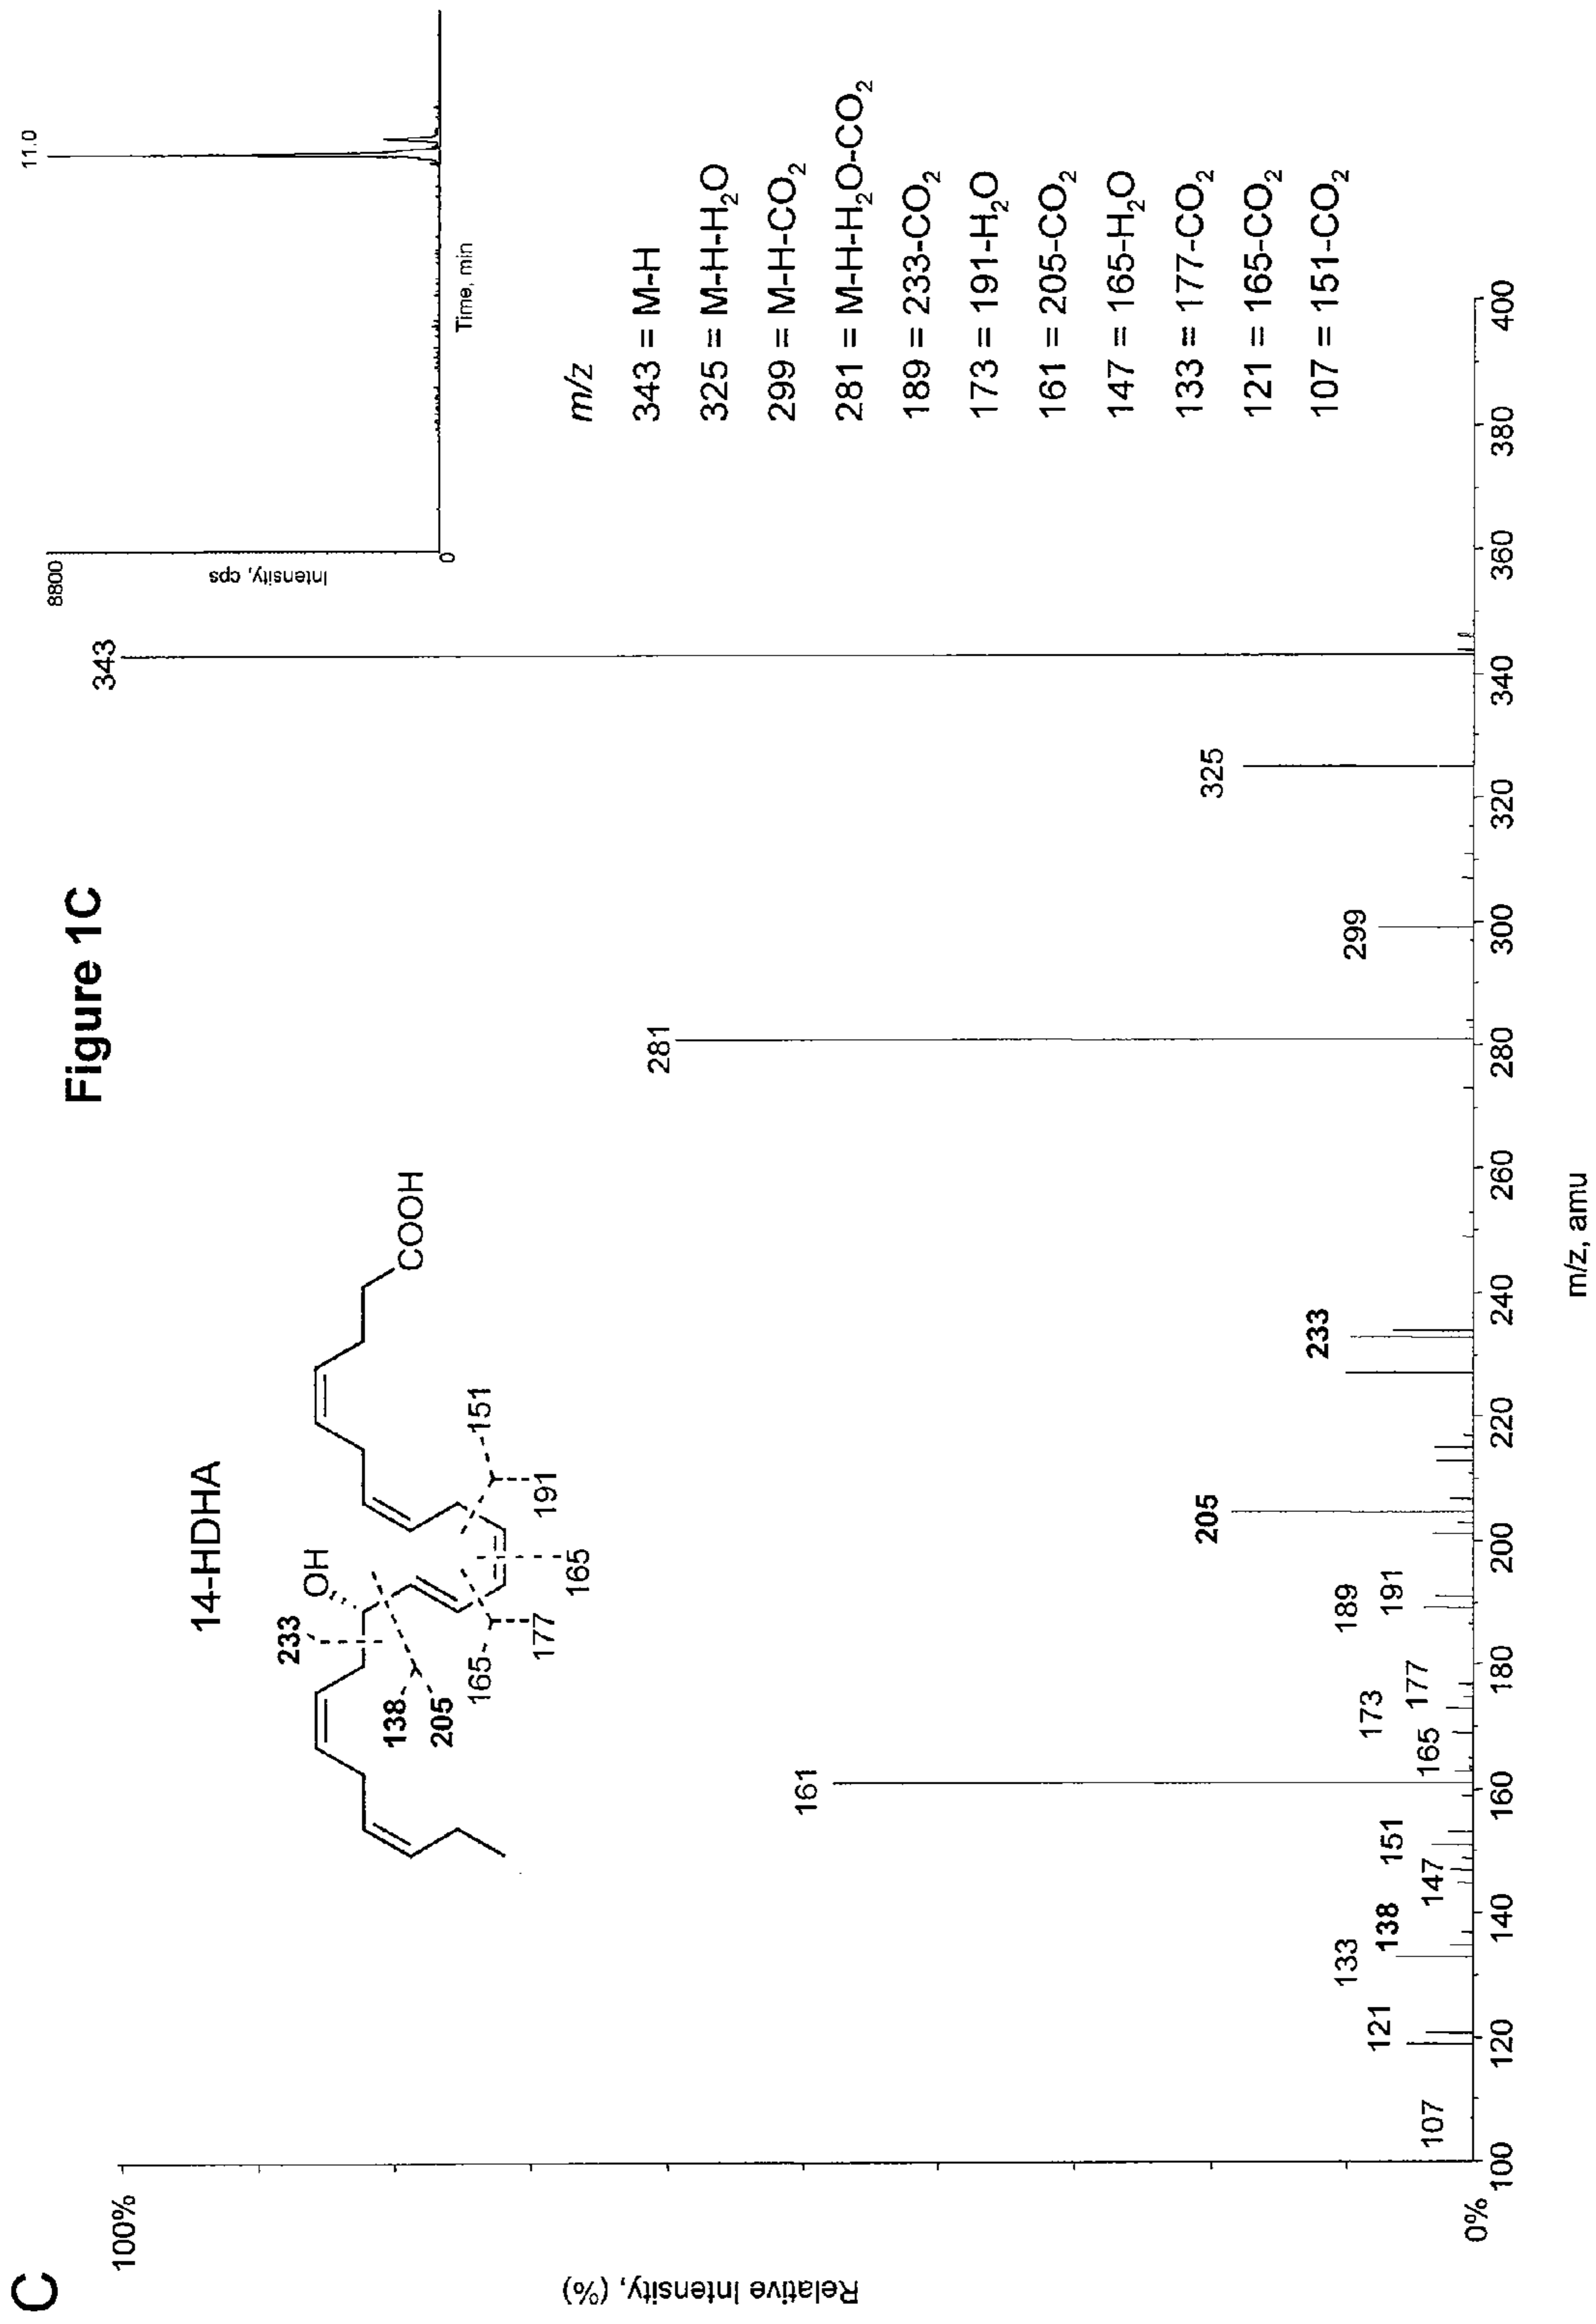 C
Figure 1C
11.0
8800
Intensity, cps
0
Time, min
14-HDHA
OH
COOH
233
138
205
165
177
165
191
151
m/z
343 = M-H
325 = M-H-H₂O
299 = M-H-CO₂
281 = M-H-H₂O-CO₂
189 = 233-CO₂
173 = 191-H₂O
161 = 205-CO₂
147 = 165-H₂O
133 = 177-CO₂
121 = 165-CO₂
107 = 151-CO₂
100%
0%
Relative Intensity, (%)
107
121
133
138
147
151
161
165
173
177
189
191
205
233
281
299
325
343
100 120 140 160 180 200 220 240 260 280 300 320 340 360 380 400
m/z, amu